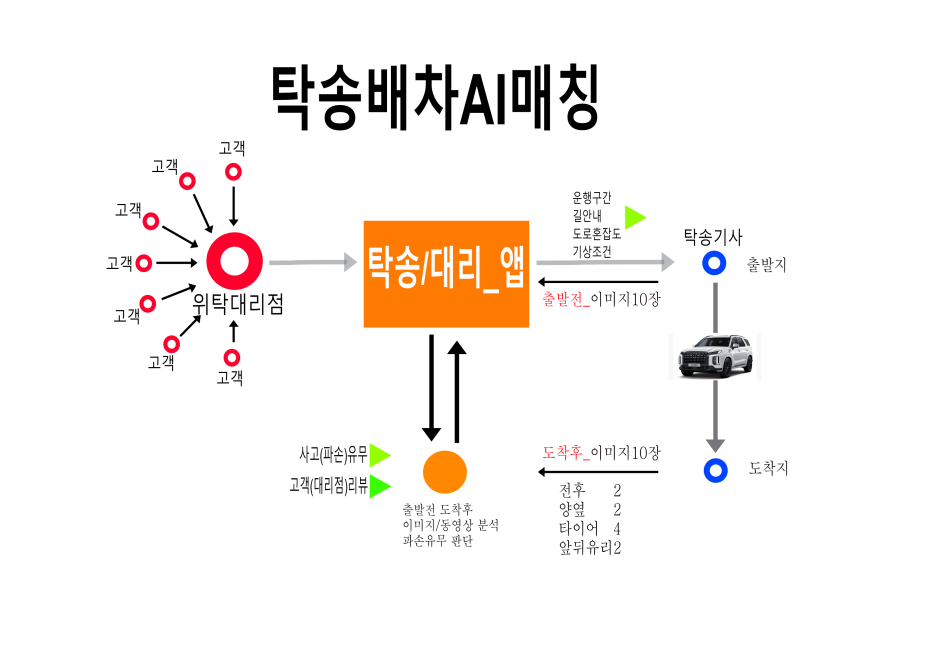 탁송배차AI매칭
고객
고객
고객
고객
고객
고객
고객
위탁대리점
탁송/대리_앱
운행구간
길안내
도로혼잡도
기상조건
출발전_이미지10장
탁송기사
출발지
도착지
도착후_이미지10장
전후 2
양옆 2
타이어 4
앞뒤유리2
사고(파손)유무
고객(대리점)리뷰
출발전 도착후
이미지/동영상 분석
파손유무 판단